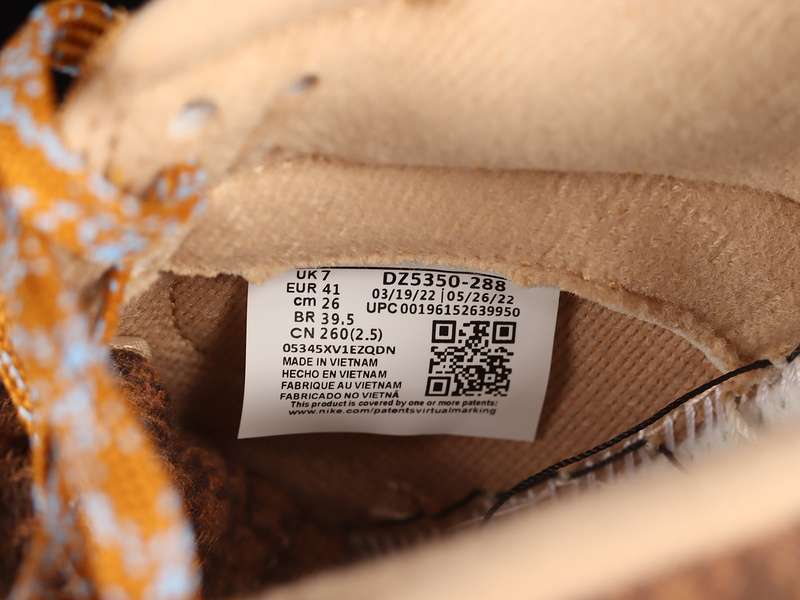 UK 7
EUR 41
cm 26
BR 39.5
CN 260(2.5)
DZ5350-288
03/19/22 | 05/26/22
UPC 00196152639950
05345XV1EZQDN
MADE IN VIETNAM
HECHO EN VIETNAM
FABRIQUE AU VIETNAM
FABRICADO NO VIETNÃ
This product is covered by one or more patents:
www.nike.com/patentsvirtualmarking